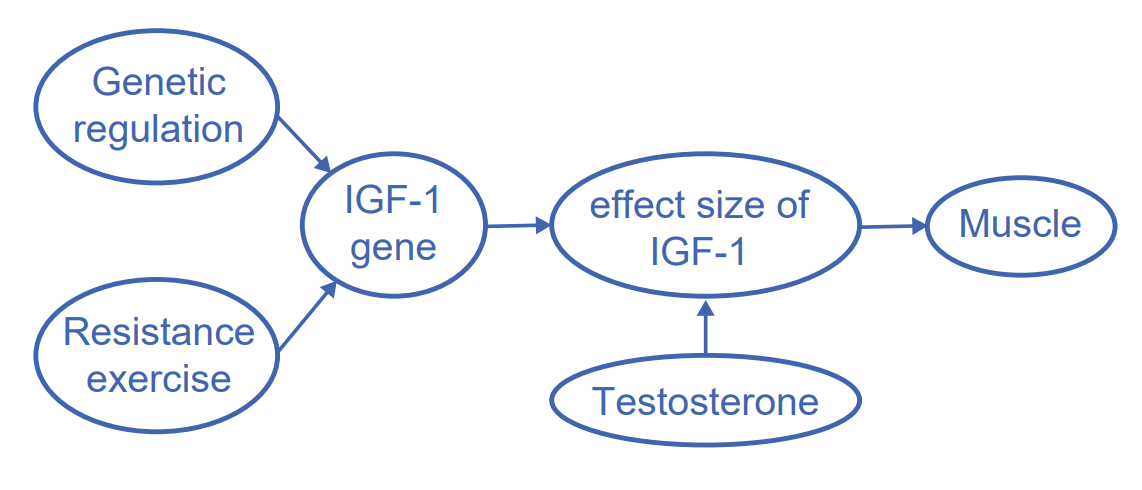 Genetic
regulation
Resistance
exercise
IGF-1
gene
effect size of
IGF-1
Testosterone
Muscle